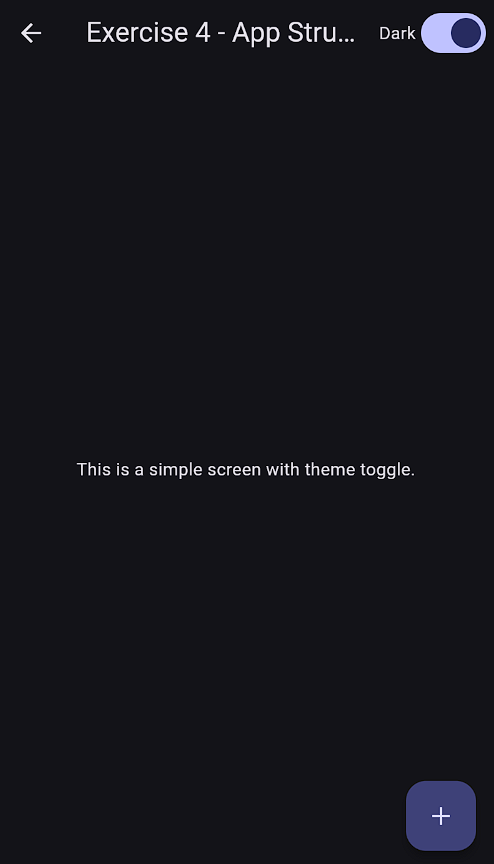 Exercise 4 - App Stru...
Dark
This is a simple screen with theme toggle.